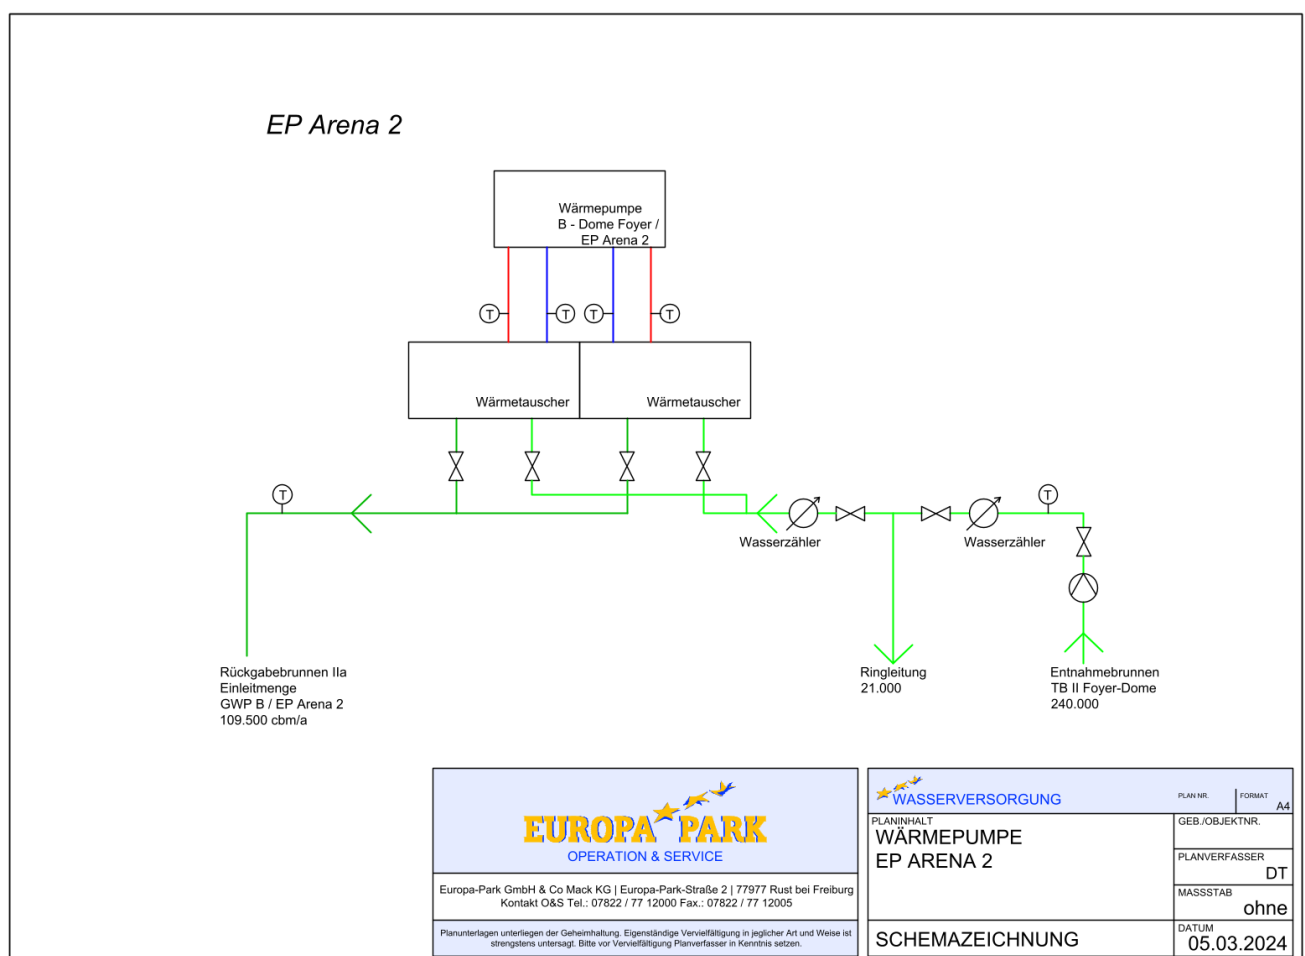 EP Arena 2
Wärmepumpe
B - Dome Foyer /
EP Arena 2
T
T
T
T
Wärmetauscher
Wärmetauscher
T
T
Wasserzähler
Wasserzähler
Rückgabebrunnen IIa
Einleitmenge
GWP B / EP Arena 2
109.500 cbm/a
Ringleitung
21.000
Entnahmebrunnen
TB II Foyer-Dome
240.000
EUROPA PARK
OPERATION & SERVICE
Europa-Park GmbH & Co Mack KG | Europa-Park-Straße 2 | 77977 Rust bei Freiburg
Kontakt O&S Tel.: 07822 / 77 12000 Fax.: 07822 / 77 12005
Planunterlagen unterliegen der Geheimhaltung. Eigenständige Vervielfältigung in jeglicher Art und Weise ist
strengstens untersagt. Bitte vor Vervielfältigung Planverfasser in Kenntnis setzen.
WASSERVERSORGUNG
PLAN NR.
FORMAT
A4
PLANINHALT
WÄRMEPUMPE
EP ARENA 2
GEB./OBJEKTNR.
PLANVERFASSER
DT
MASSSTAB
ohne
SCHEMAZEICHNUNG
DATUM
05.03.2024